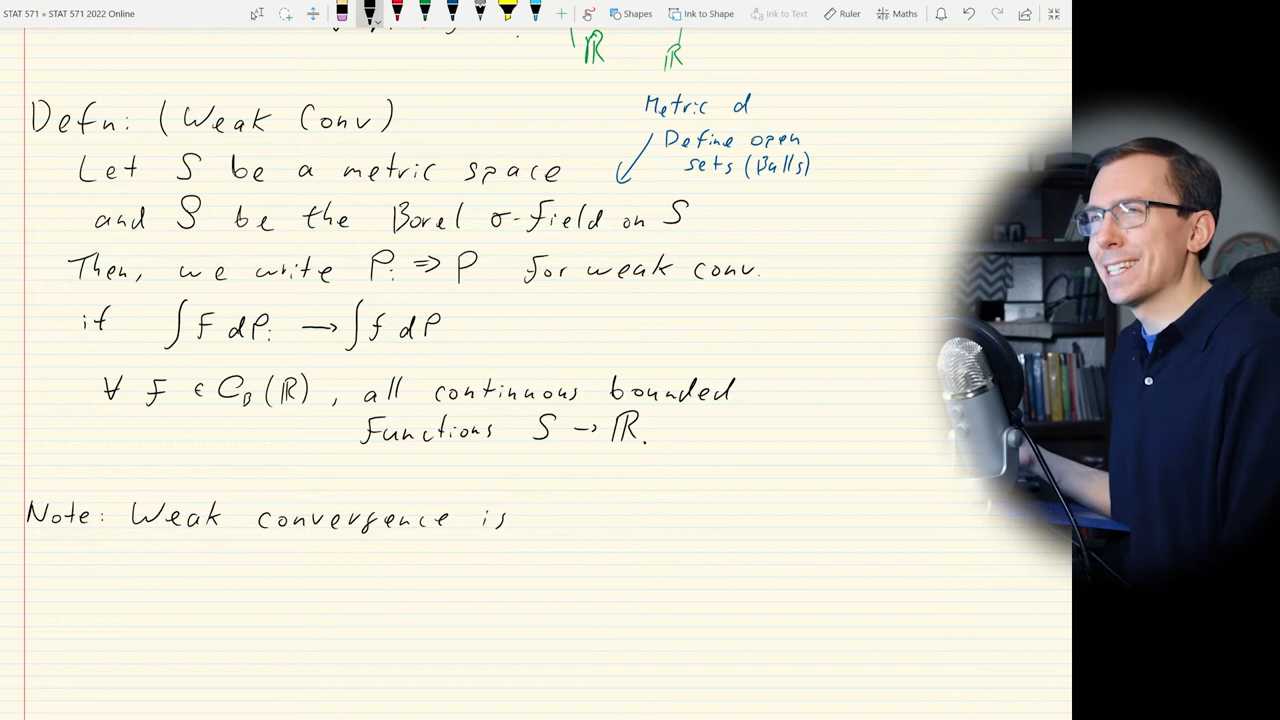 STAT 571 » STAT 571 2022 Online
Shapes
Ink to Shape
Ink to Text
Ruler
Maths
ℝ ℝ
Defn: (Weak Conv)
Metric d
Define open
sets (Balls)
Let S be a metric space
and 𝒮 be the Borel σ-field on S
Then, we write Pᵢ ⇒ P for weak conv.
if ∫ f dPᵢ → ∫ f dP
∀ f ∈ C_B(ℝ), all continuous bounded
functions S → ℝ.
Note: Weak convergence is